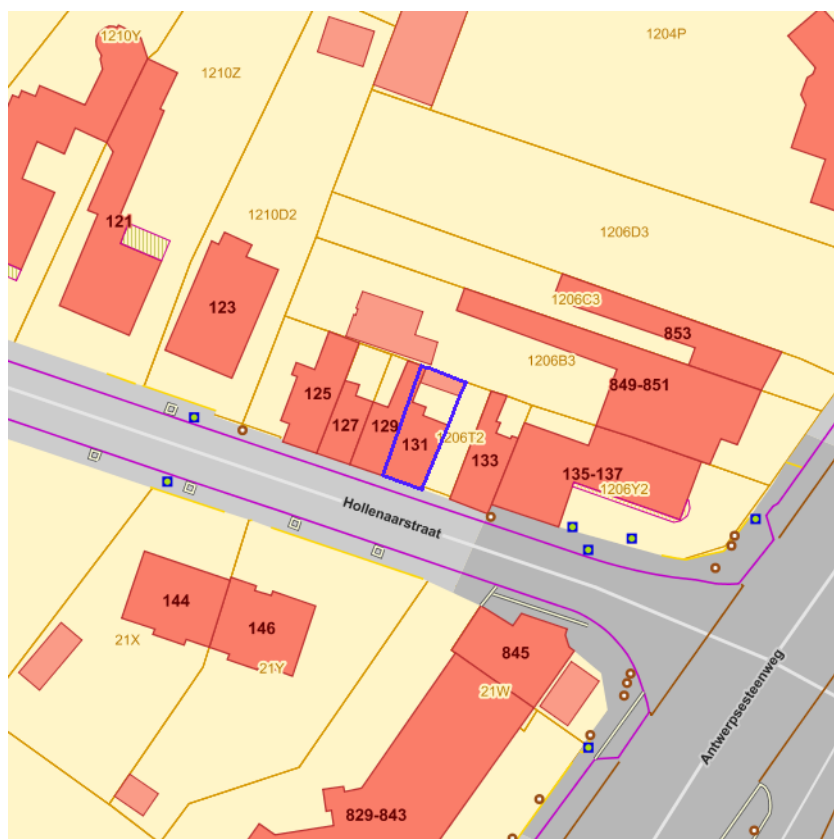 1210Y
1204P
1210Z
1210D2
121
1206D3
1206C3
123
853
1206B3
849-851
125
127
129
131
1206T2
133
135-137
1206Y2
Hollenaarstraat
144
146
845
21X
21Y
21W
Antwerpsesteenweg
829-843